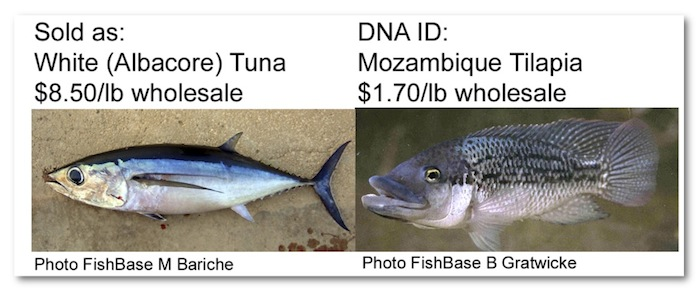 Sold as:
White (Albacore) Tuna
$8.50/lb wholesale
DNA ID:
Mozambique Tilapia
$1.70/lb wholesale
Photo FishBase M Bariche
Photo FishBase B Gratwicke